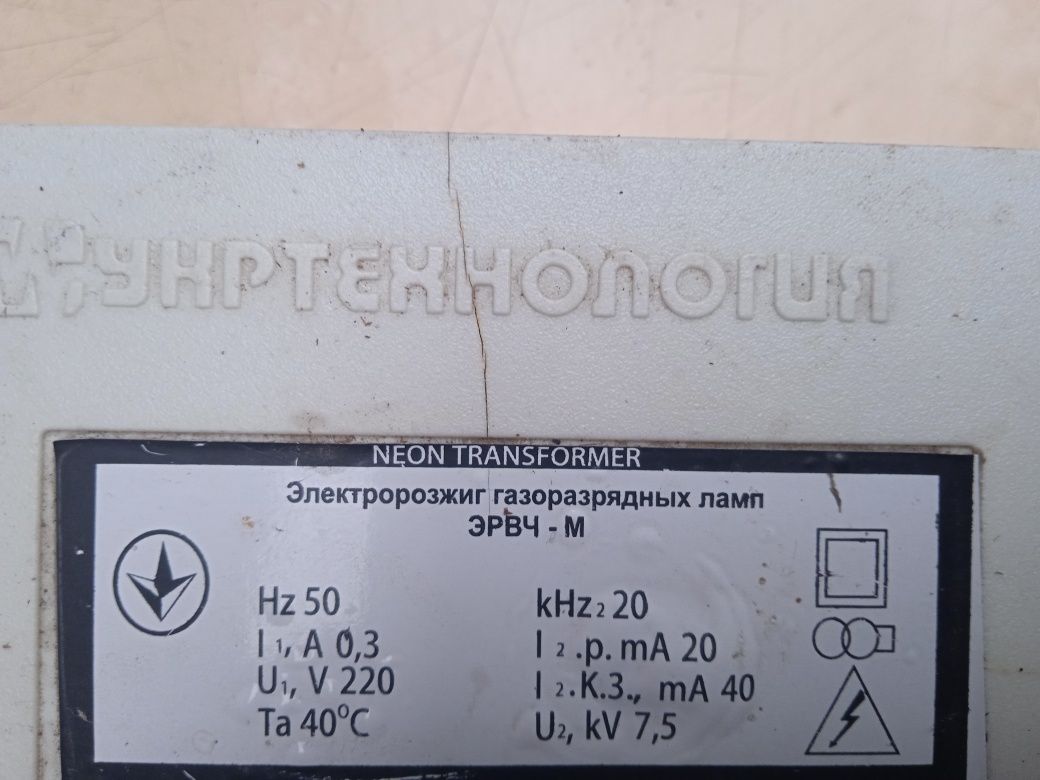 УКРТЕХНОЛОГИЯ
NEON TRANSFORMER
Электророзжиг газоразрядных ламп
ЭРВЧ - М
Hz 50
I 1, A 0,3
U1, V 220
Ta 40°C
kHz 2 20
I 2 .p. mA 20
I 2.К.З., mA 40
U2, kV 7,5